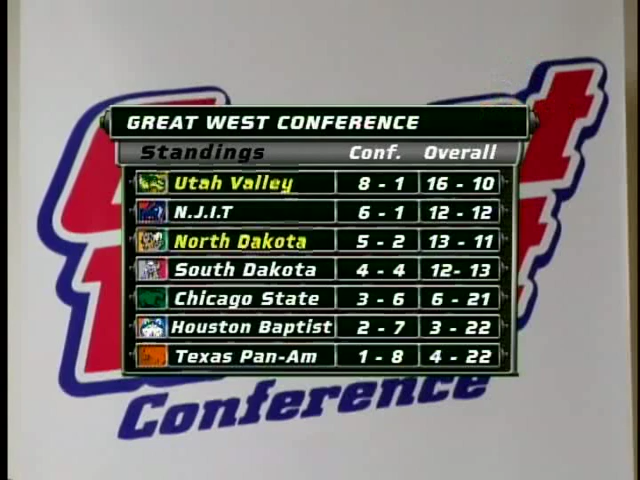 GREAT WEST CONFERENCE
Standings Conf. Overall
Utah Valley 8 - 1 16 - 10
N.J.I.T 6 - 1 12 - 12
North Dakota 5 - 2 13 - 11
South Dakota 4 - 4 12- 13
Chicago State 3 - 6 6 - 21
Houston Baptist 2 - 7 3 - 22
Texas Pan-Am 1 - 8 4 - 22
Conference